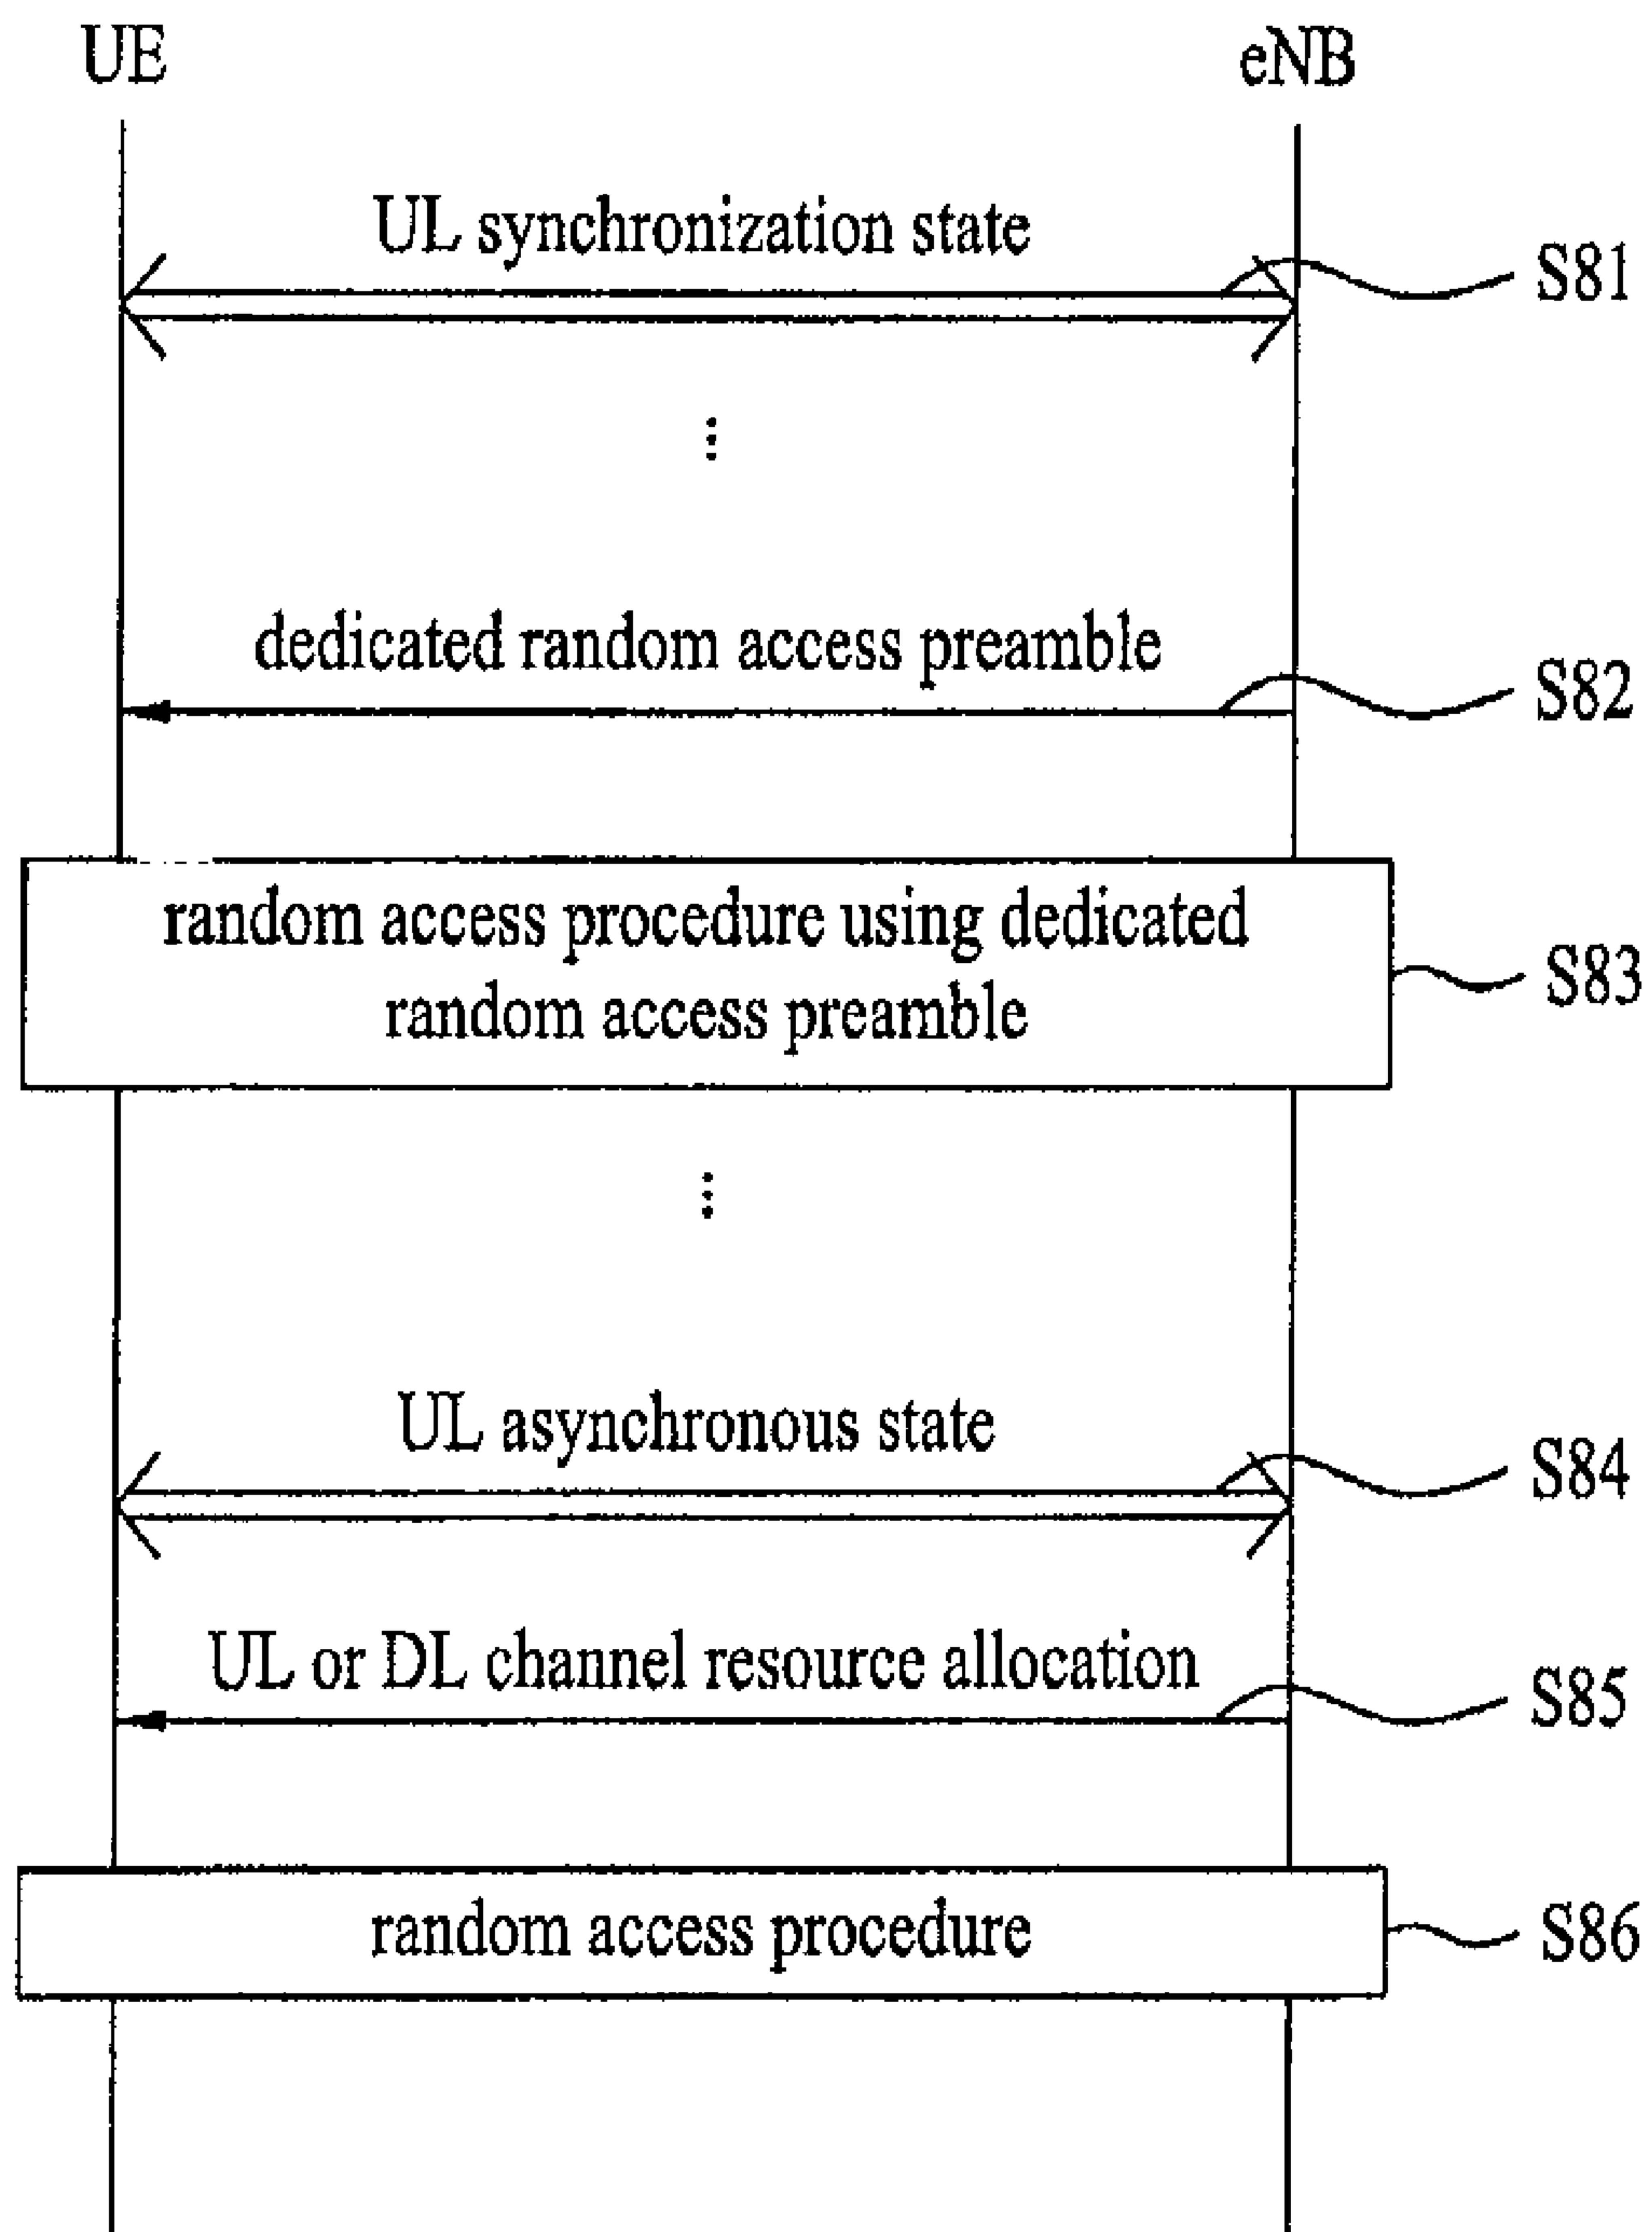 UE
eNB
UL synchronization state
S81
dedicated random access preamble
S82
random access procedure using dedicated
random access preamble
S83
UL asynchronous state
S84
UL or DL channel resource allocation
S85
random access procedure
S86